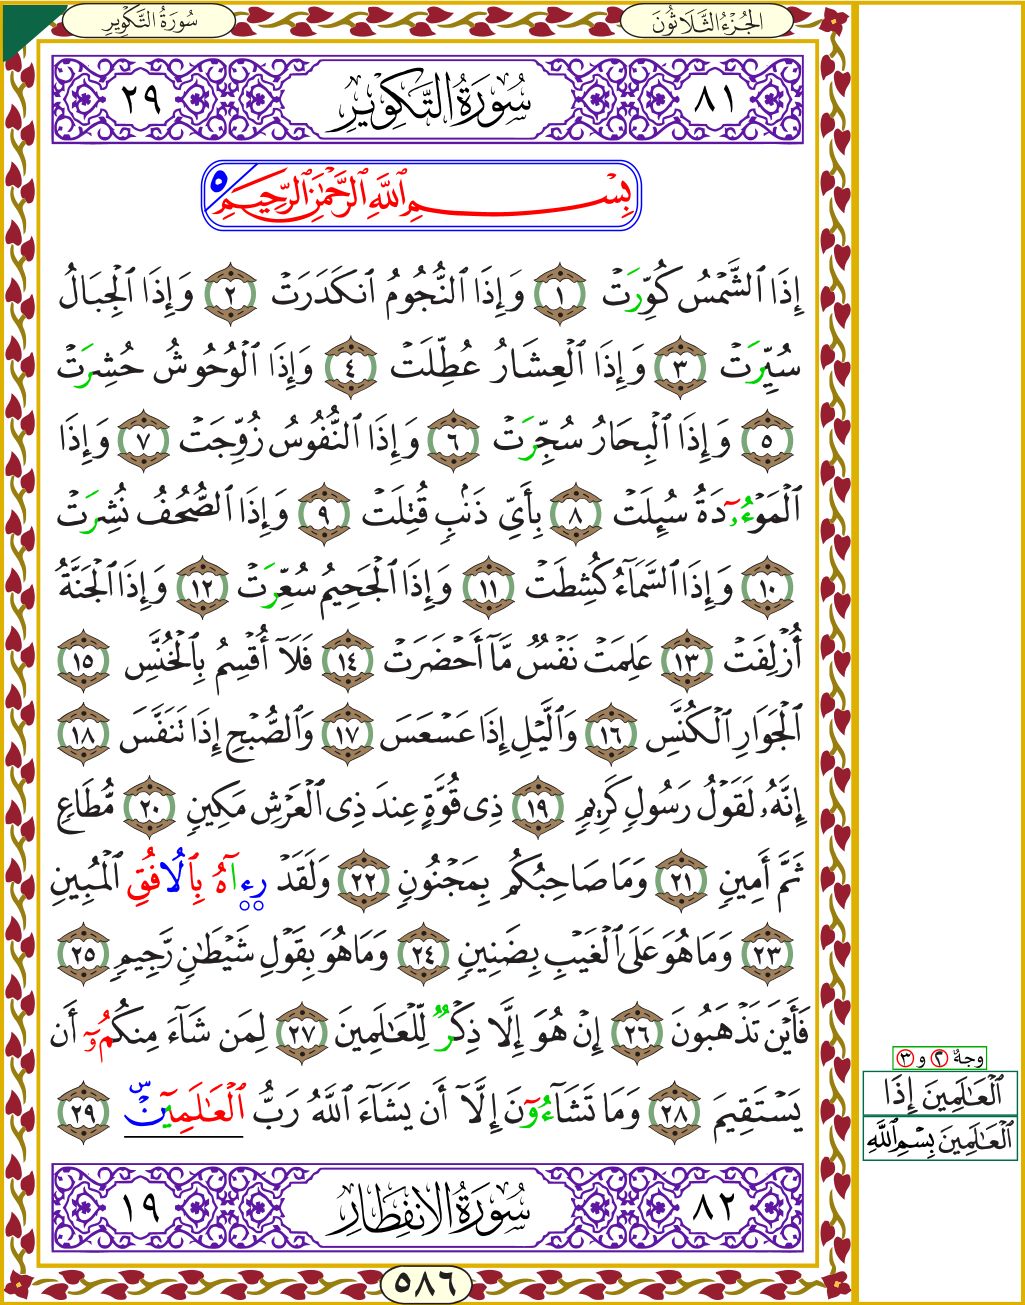 سُورَةُ التَّكْوِيرِ
الجُزْءُ الثَّلَاثُونَ
٨١ سُورَةُ التَّكْوِيرِ ٢٩
بِسْمِ ٱللَّهِ ٱلرَّحْمَٰنِ ٱلرَّحِيمِ ٥
إِذَا ٱلشَّمْسُ كُوِّرَتْ ١ وَإِذَا ٱلنُّجُومُ ٱنكَدَرَتْ ٢ وَإِذَا ٱلْجِبَالُ
سُيِّرَتْ ٣ وَإِذَا ٱلْعِشَارُ عُطِّلَتْ ٤ وَإِذَا ٱلْوُحُوشُ حُشِرَتْ
٥ وَإِذَا ٱلْبِحَارُ سُجِّرَتْ ٦ وَإِذَا ٱلنُّفُوسُ زُوِّجَتْ ٧ وَإِذَا
ٱلْمَوْءُۥٓدَةُ سُئِلَتْ ٨ بِأَيِّ ذَنۢبٍ قُتِلَتْ ٩ وَإِذَا ٱلصُّحُفُ نُشِرَتْ
١٠ وَإِذَا ٱلسَّمَآءُ كُشِطَتْ ١١ وَإِذَا ٱلْجَحِيمُ سُعِّرَتْ ١٢ وَإِذَا ٱلْجَنَّةُ
أُزْلِفَتْ ١٣ عَلِمَتْ نَفْسٌ مَّآ أَحْضَرَتْ ١٤ فَلَآ أُقْسِمُ بِٱلْخُنَّسِ ١٥
ٱلْجَوَارِ ٱلْكُنَّسِ ١٦ وَٱلَّيْلِ إِذَا عَسْعَسَ ١٧ وَٱلصُّبْحِ إِذَا تَنَفَّسَ ١٨
إِنَّهُۥ لَقَوْلُ رَسُولٍ كَرِيمٍ ١٩ ذِى قُوَّةٍ عِندَ ذِى ٱلْعَرْشِ مَكِينٍ ٢٠ مُّطَاعٍ
ثَمَّ أَمِينٍ ٢١ وَمَا صَاحِبُكُم بِمَجْنُونٍ ٢٢ وَلَقَدْ رِءِآهُ بِٱلُافُقِ ٱلْمُبِينِ
٢٣ وَمَا هُوَ عَلَى ٱلْغَيْبِ بِضَنِينٍ ٢٤ وَمَا هُوَ بِقَوْلِ شَيْطَٰنٍ رَّجِيمٍ ٢٥
فَأَيْنَ تَذْهَبُونَ ٢٦ إِنْ هُوَ إِلَّا ذِكْرٌ لِّلْعَٰلَمِينَ ٢٧ لِمَن شَآءَ مِنكُمُۥٓ أَن
يَسْتَقِيمَ ٢٨ وَمَا تَشَآءُونَ إِلَّآ أَن يَشَآءَ ٱللَّهُ رَبُّ ٱلْعَٰلَمِينَ ٢٩
وجهٌ ٢ و ٣
ٱلْعَٰلَمِينَ إِذَا
ٱلْعَٰلَمِينَ بِسْمِ ٱللَّهِ
٨٢ سُورَةُ الِانفِطَارِ ١٩
٥٨٦